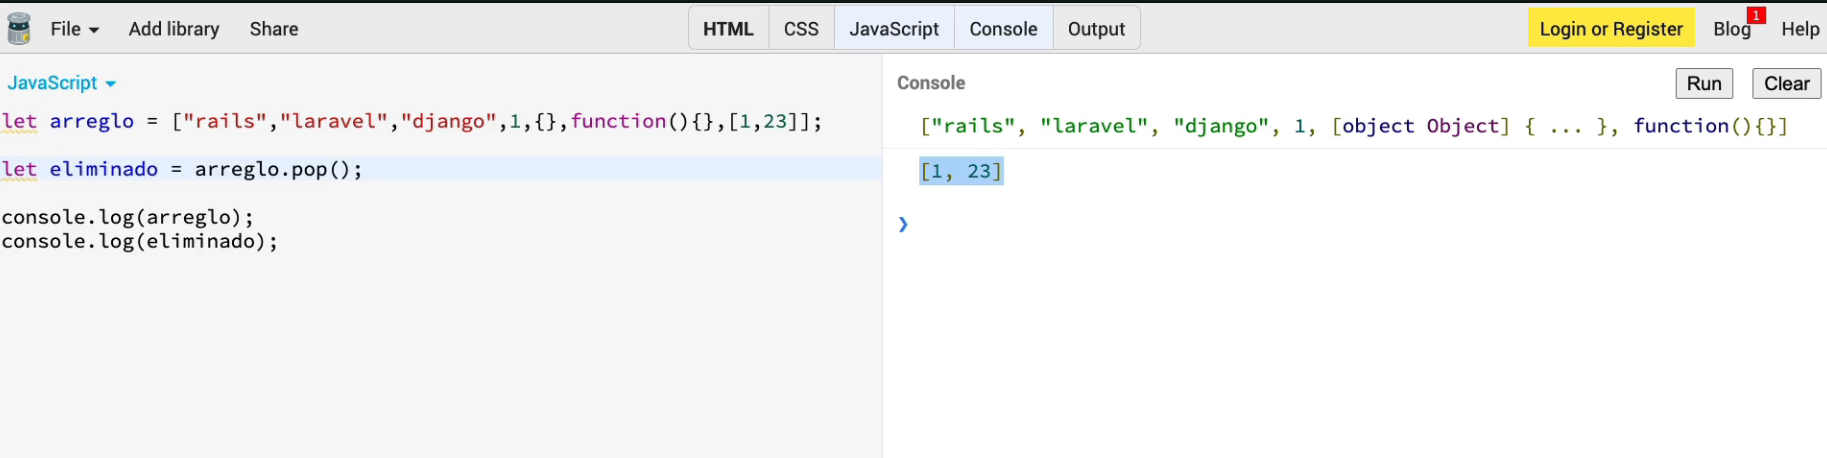 File Add library Share HTML CSS JavaScript Console Output Login or Register Blog 1 Help
JavaScript
let arreglo = ["rails","laravel","django",1,{},function(){},[1,23]];
let eliminado = arreglo.pop();
console.log(arreglo);
console.log(eliminado);
Console Run Clear
["rails", "laravel", "django", 1, [object Object] { ... }, function(){}]
[1, 23]